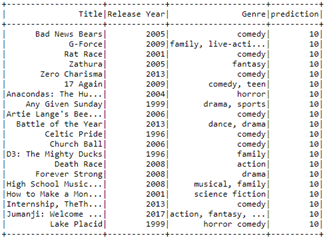 +--------------------+------------+--------------------+----------+
|               Title|Release Year|               Genre|prediction|
+--------------------+------------+--------------------+----------+
|      Bad News Bears|        2005|              comedy|        10|
|             G-Force|        2009|family, live-acti...|        10|
|            Rat Race|        2001|              comedy|        10|
|             Zathura|        2005|             fantasy|        10|
|       Zero Charisma|        2013|              comedy|        10|
|            17 Again|        2009|        comedy, teen|        10|
|Anacondas: The Hu...|        2004|              horror|        10|
|    Any Given Sunday|        1999|       drama, sports|        10|
|Artie Lange's Bee...|        2006|              comedy|        10|
|  Battle of the Year|        2013|        dance, drama|        10|
|        Celtic Pride|        1996|              comedy|        10|
|         Church Ball|        2006|              comedy|        10|
|D3: The Mighty Ducks|        1996|              family|        10|
|          Death Race|        2008|              action|        10|
|      Forever Strong|        2008|               drama|        10|
|High School Music...|        2008|     musical, family|        10|
|How to Make a Mon...|        2001|     science fiction|        10|
|Internship, TheTh...|        2013|              comedy|        10|
|Jumanji: Welcome ...|        2017|action, fantasy, ...|        10|
|         Lake Placid|        1999|       horror comedy|        10|
+--------------------+------------+--------------------+----------+